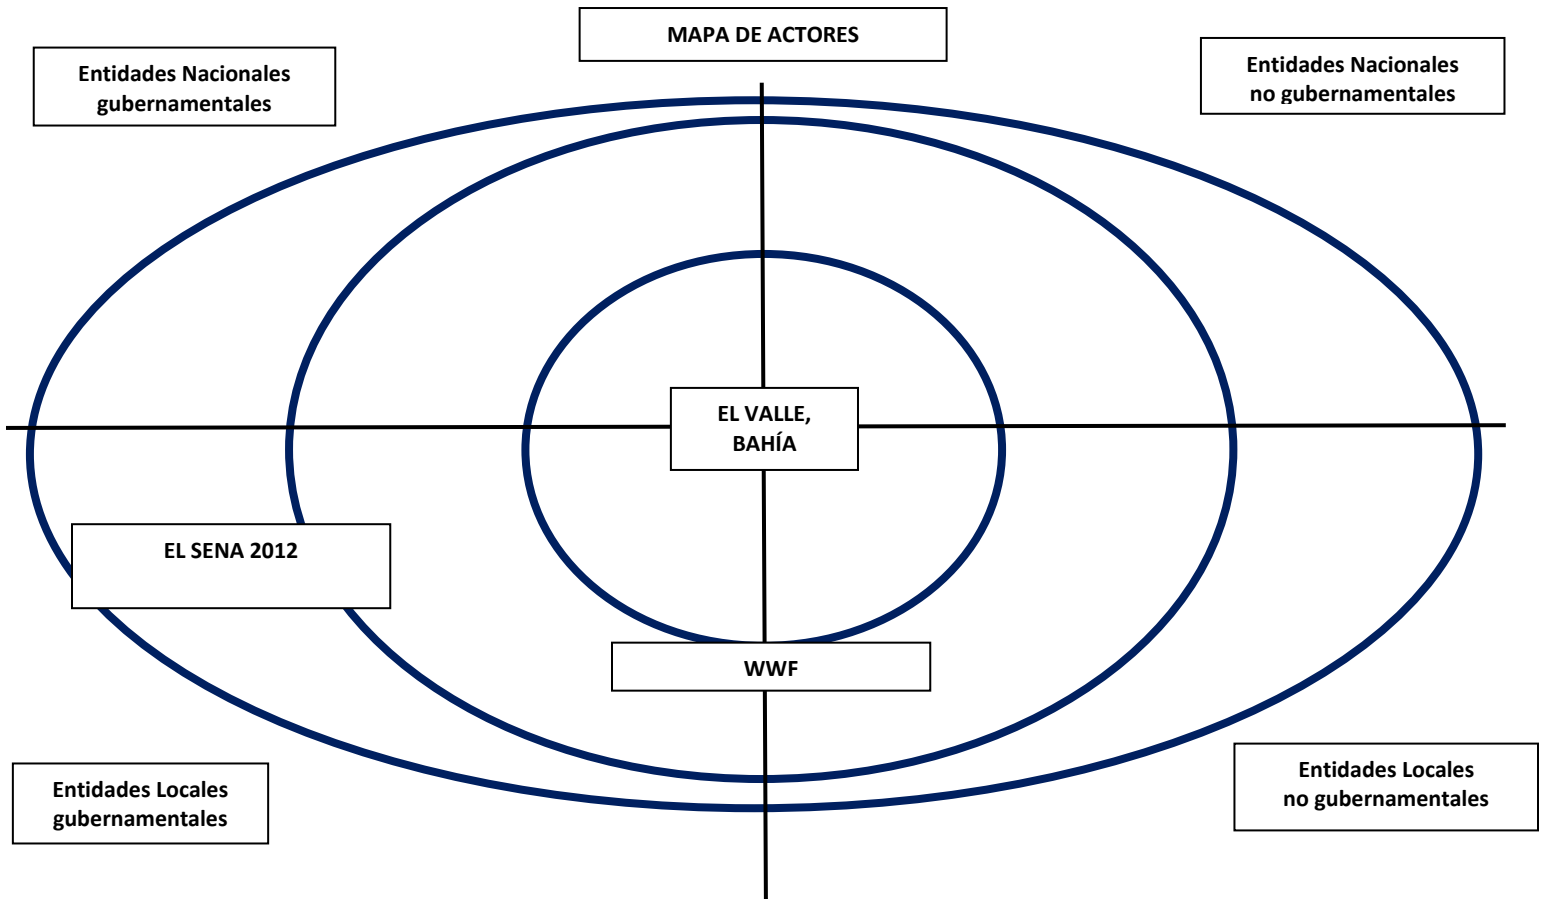 MAPA DE ACTORES
Entidades Nacionales
gubernamentales
Entidades Nacionales
no gubernamentales
EL VALLE,
BAHÍA
EL SENA 2012
WWF
Entidades Locales
gubernamentales
Entidades Locales
no gubernamentales